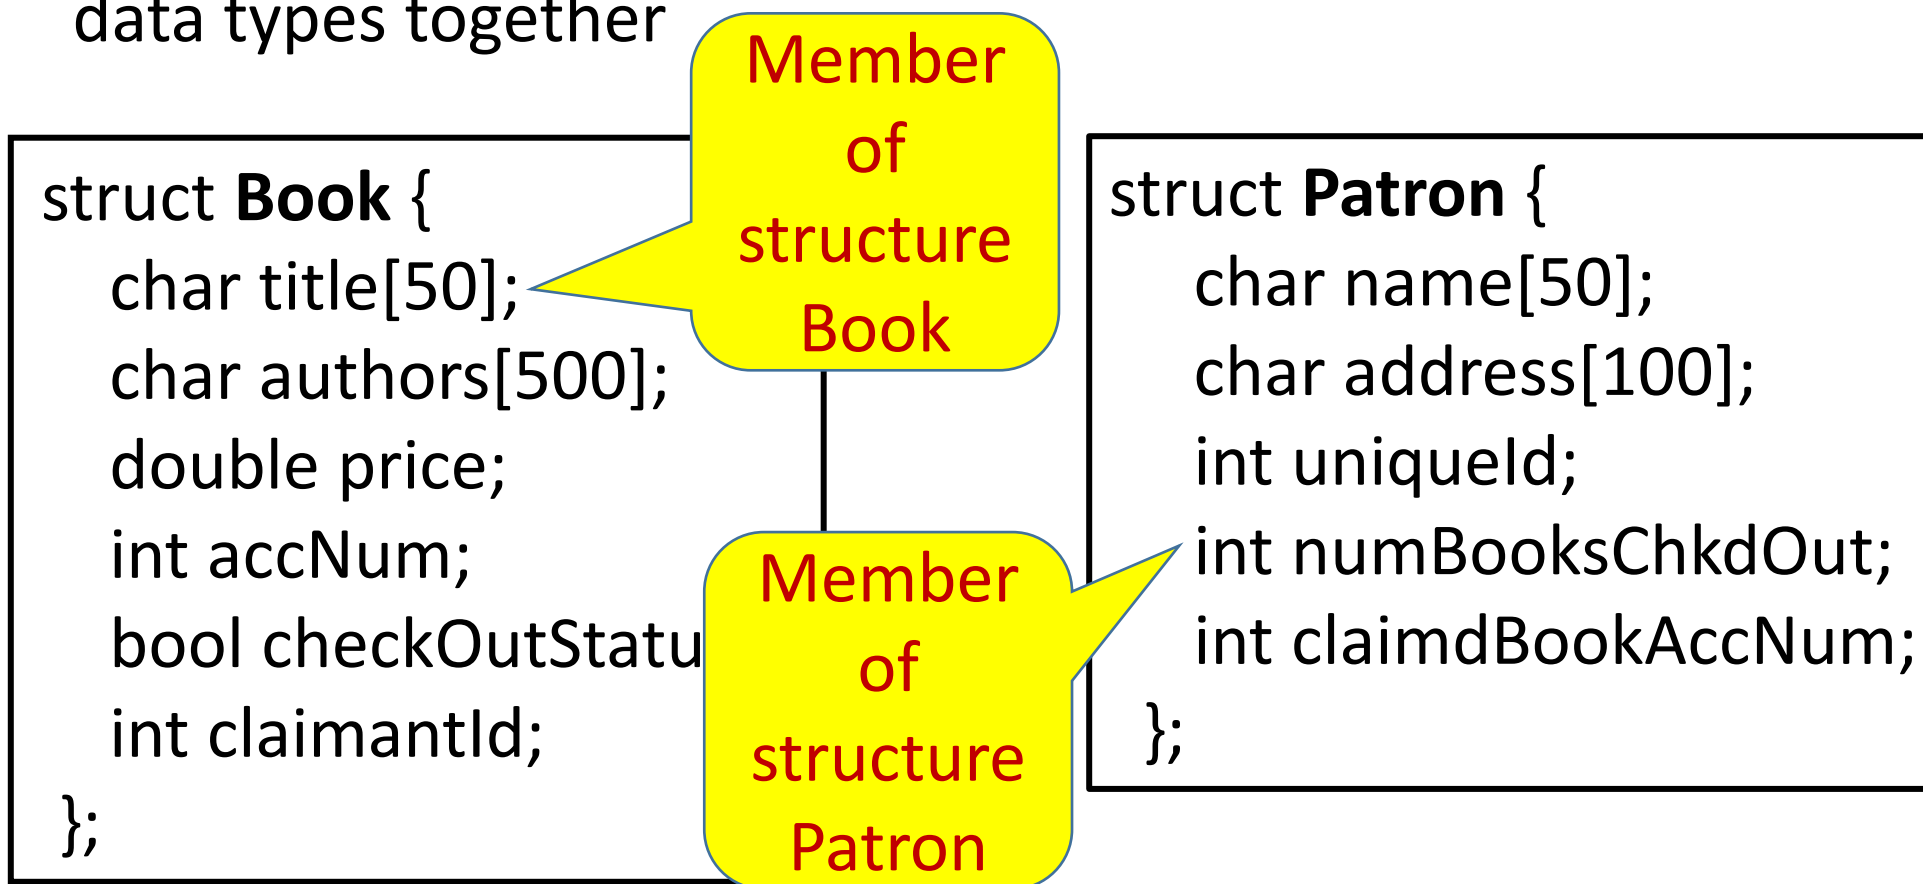 data types together
Member
of
structure
Book
struct Book {
char title[50];
char authors[500];
double price;
int accNum;
bool checkOutStatu
int claimantId;
};
Member
of
structure
Patron
struct Patron {
char name[50];
char address[100];
int uniqueId;
int numBooksChkdOut;
int claimdBookAccNum;
};